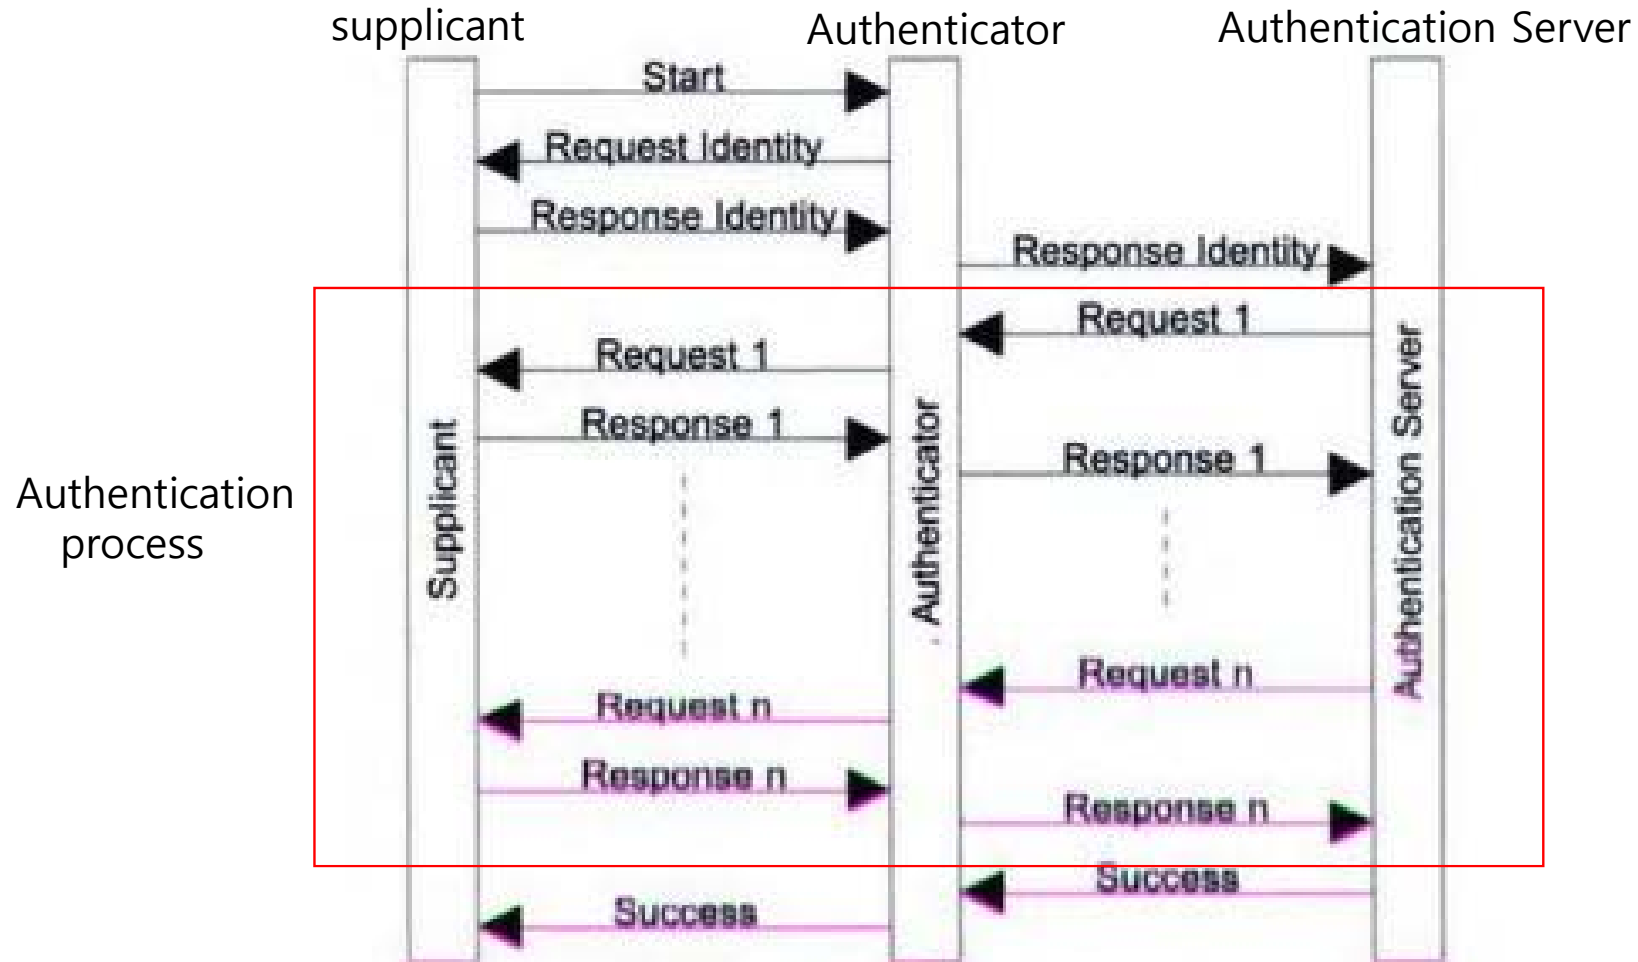 supplicant
Authenticator
Authentication Server
Start
Request Identity
Response Identity
Response Identity
Request 1
Request 1
Response 1
Response 1
Authentication
process
Supplicant
Authenticator
Authentication Server
Request n
Request n
Response n
Response n
Success
Success